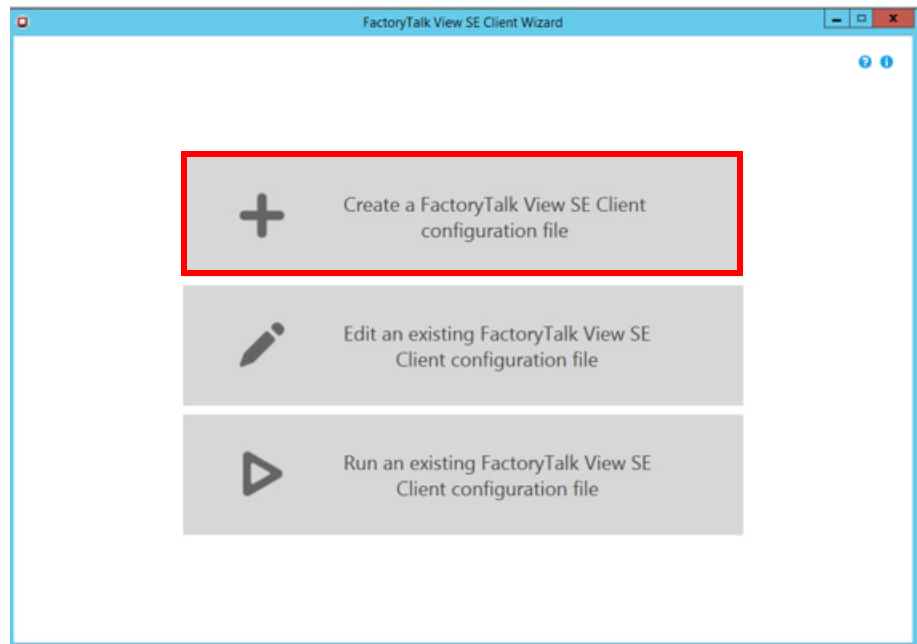 FactoryTalk View SE Client Wizard
Create a FactoryTalk View SE Client
configuration file
Edit an existing FactoryTalk View SE
Client configuration file
Run an existing FactoryTalk View SE
Client configuration file